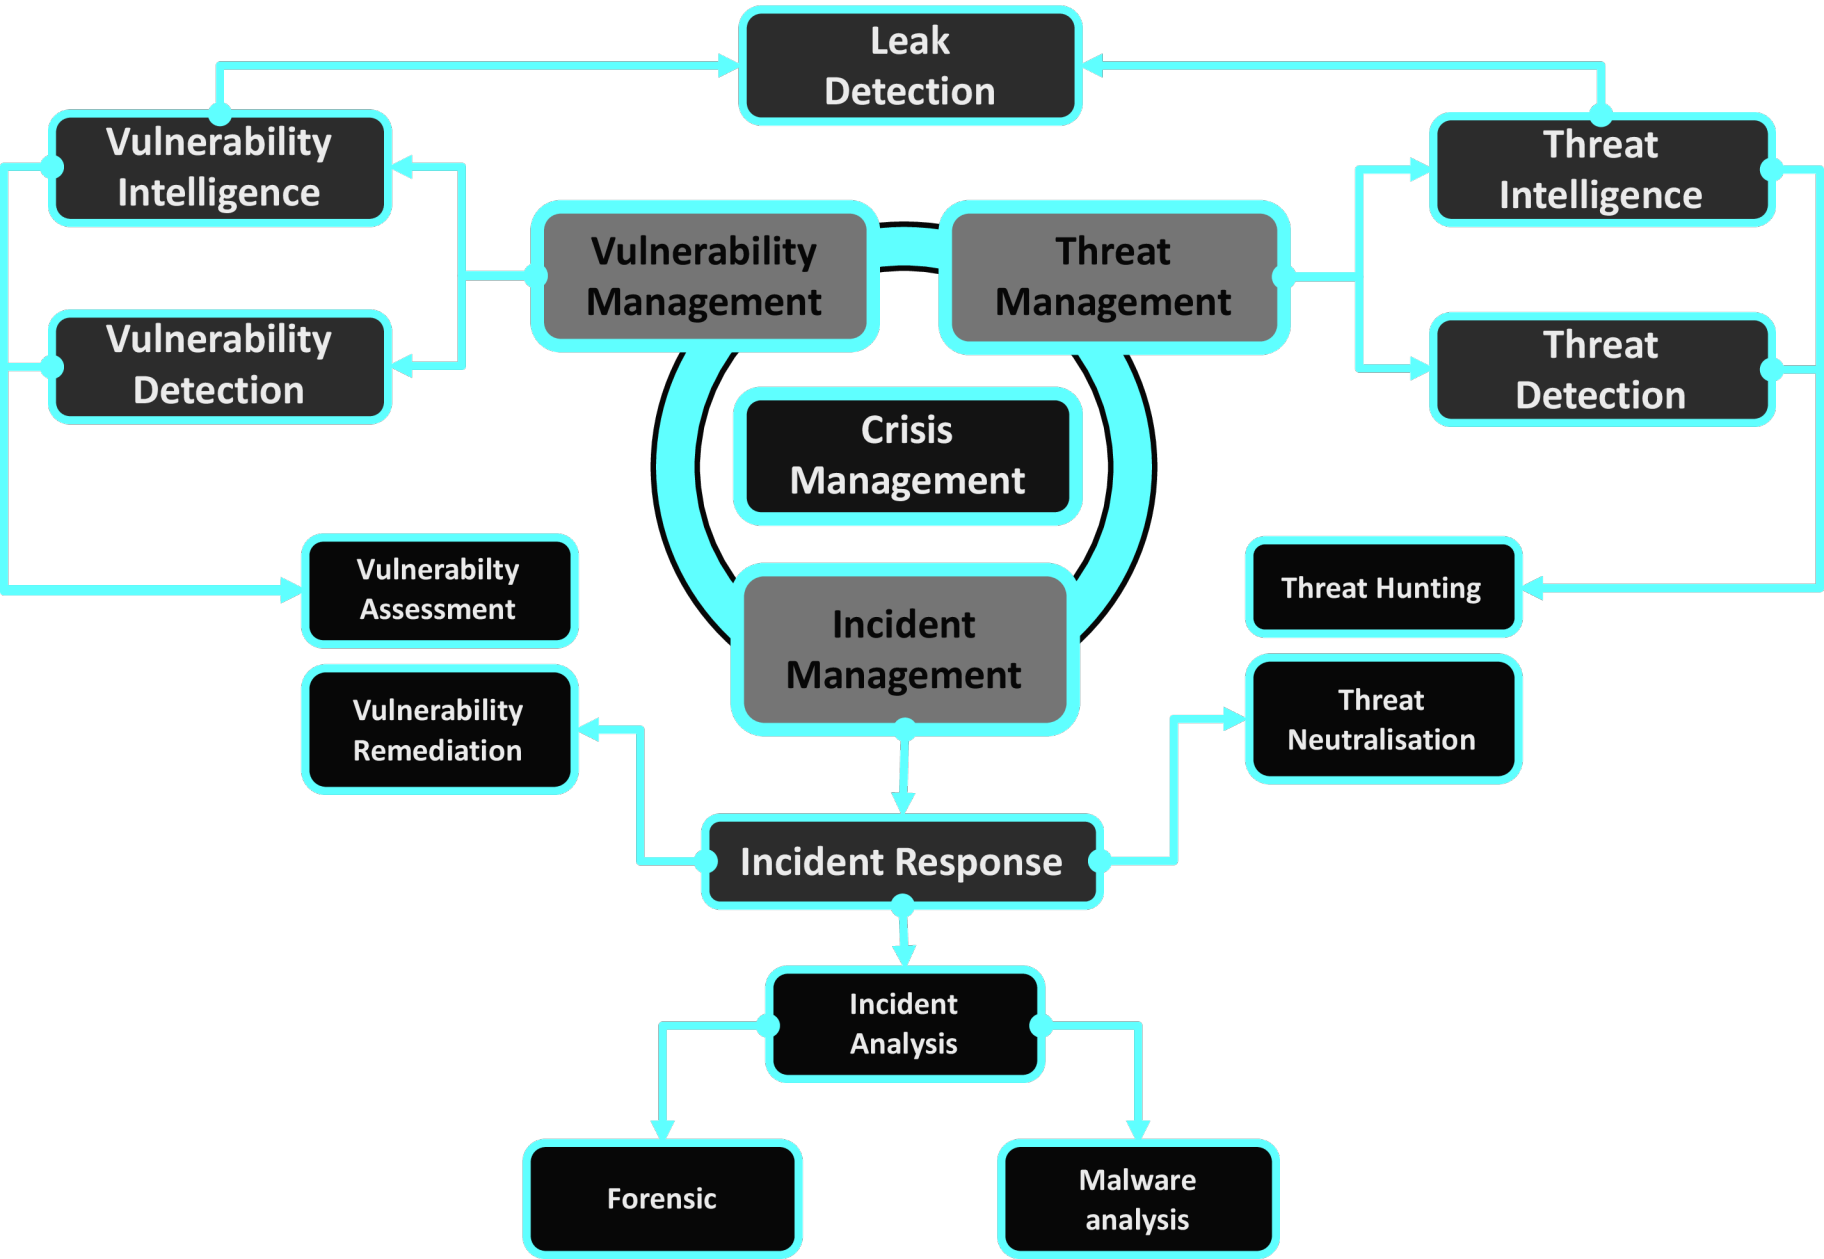 Leak
Detection
Vulnerability
Intelligence
Threat
Intelligence
Vulnerability
Management
Threat
Management
Vulnerability
Detection
Threat
Detection
Crisis
Management
Vulnerabilty
Assessment
Threat Hunting
Incident
Management
Vulnerability
Remediation
Threat
Neutralisation
Incident Response
Incident
Analysis
Forensic
Malware
analysis